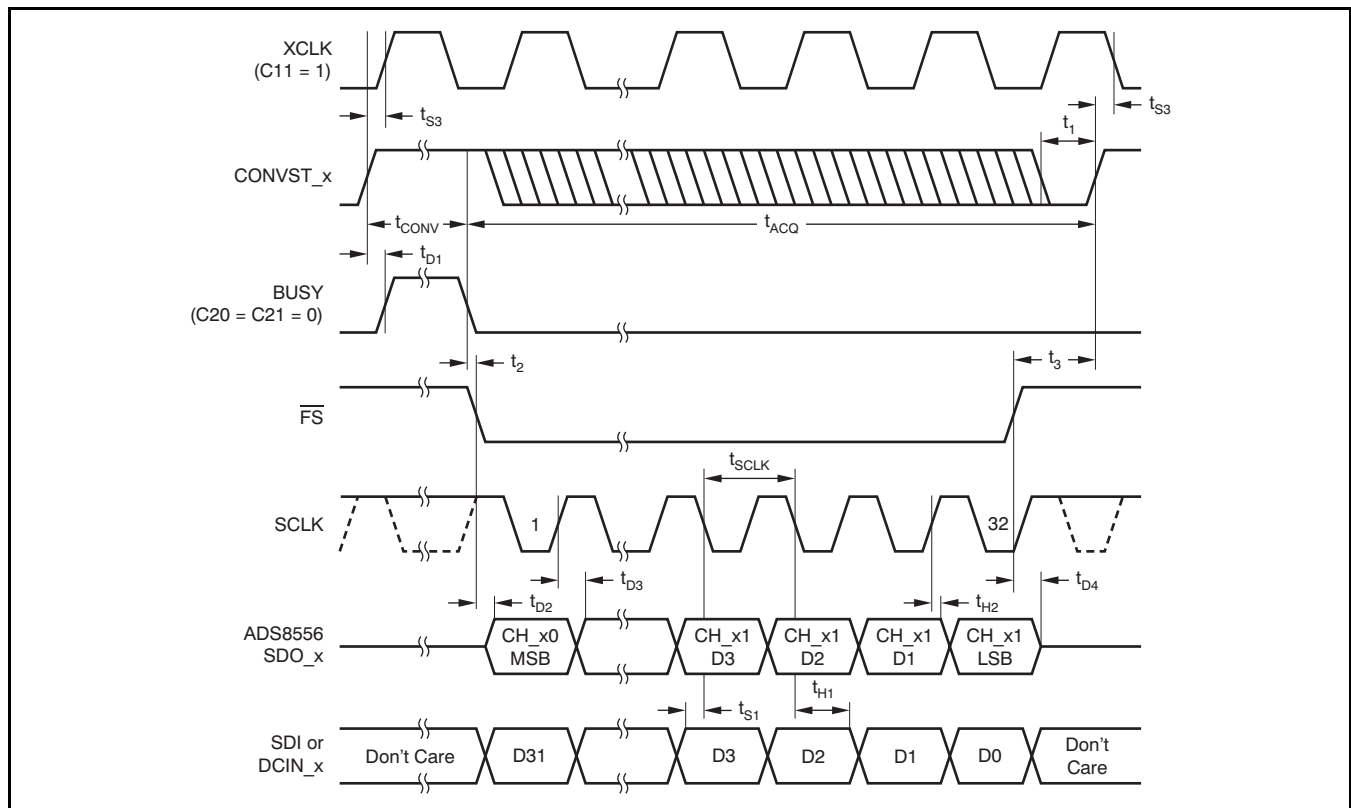 XCLK
(C11 = 1)
tS3
tS3
t1
CONVST_x
tCONV
tACQ
tD1
BUSY
(C20 = C21 = 0)
t2
t3
FS
tSCLK
SCLK
1
32
tD3
tD4
tD2
tH2
ADS8556
SDO_x
CH_x0
MSB
CH_x1
D3
CH_x1
D2
CH_x1
D1
CH_x1
LSB
tH1
tS1
SDI or
DCIN_x
Don't Care
D31
D3
D2
D1
D0
Don't
Care